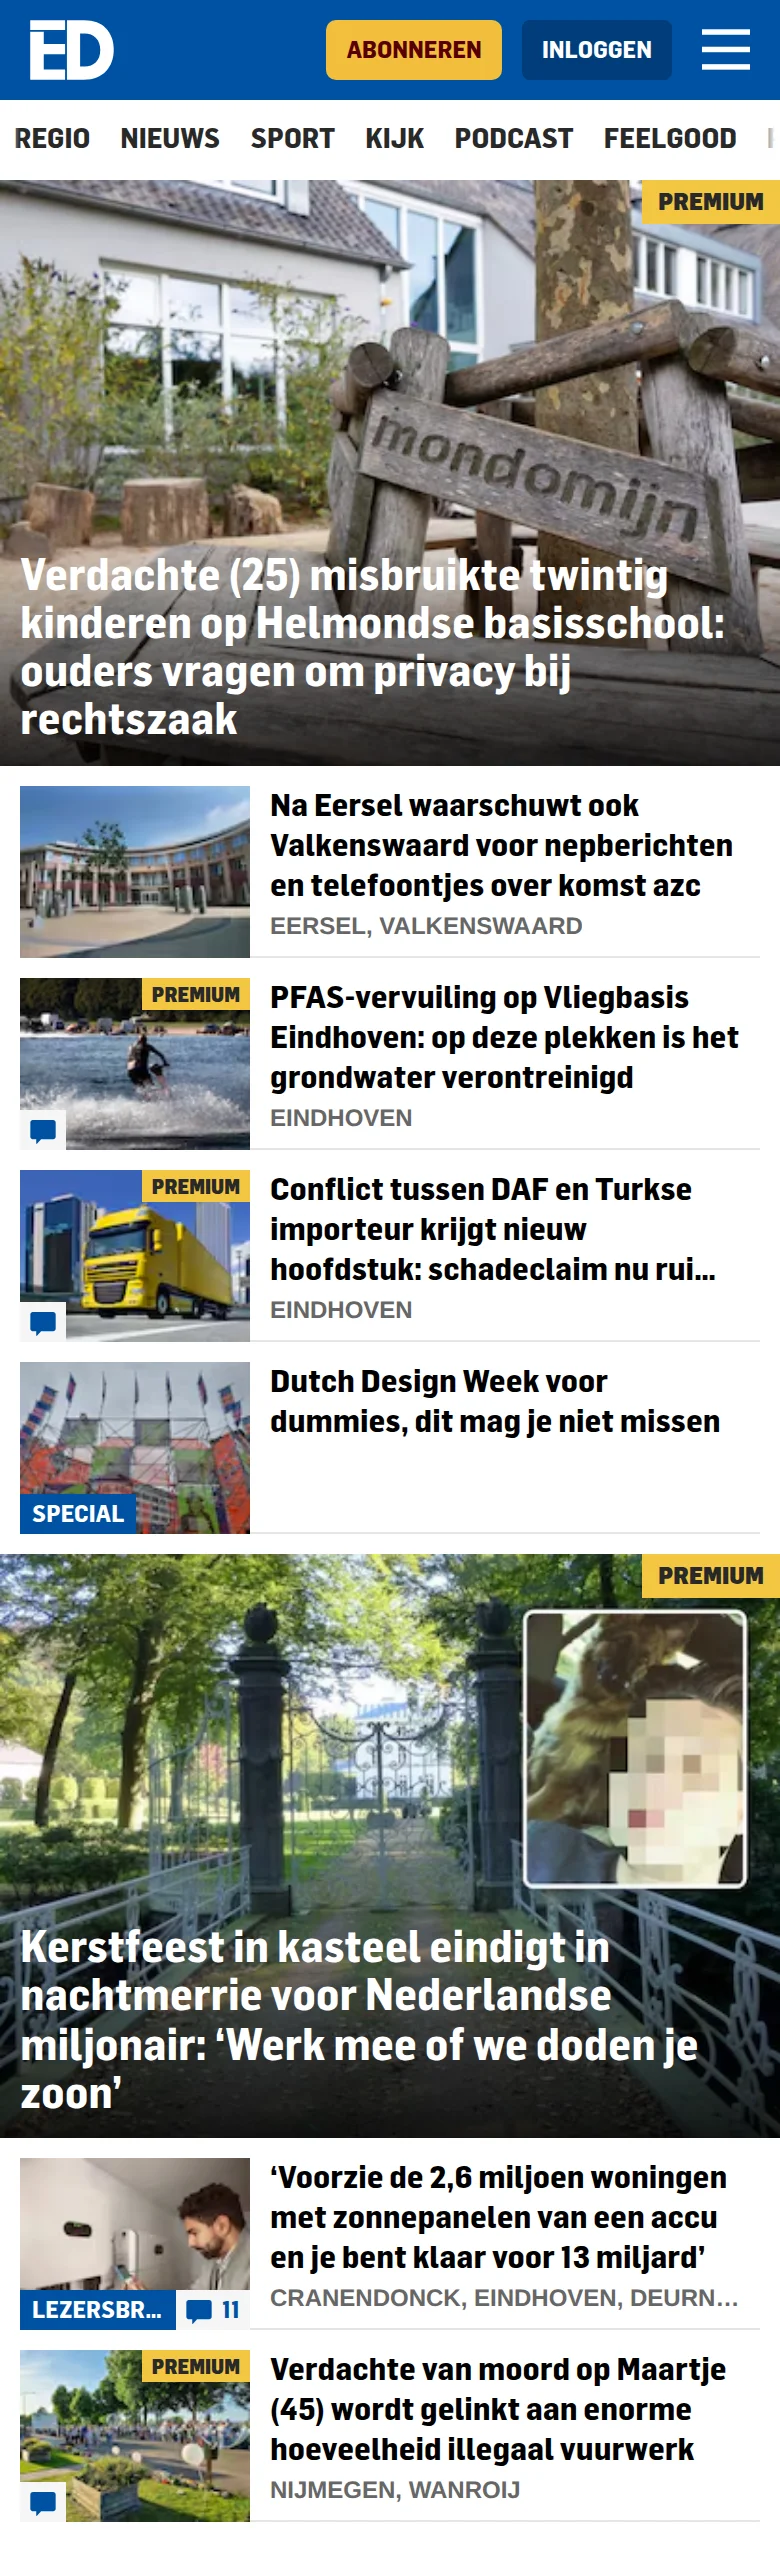 ED
ABONNEREN
INLOGGEN
REGIO NIEUWS SPORT KIJK PODCAST FEELGOOD
PREMIUM
mondomijn
Verdachte (25) misbruikte twintig
kinderen op Helmondse basisschool:
ouders vragen om privacy bij
rechtszaak
Na Eersel waarschuwt ook
Valkenswaard voor nepberichten
en telefoontjes over komst azc
EERSEL, VALKENSWAARD
PREMIUM
PFAS-vervuiling op Vliegbasis
Eindhoven: op deze plekken is het
grondwater verontreinigd
EINDHOVEN
PREMIUM
Conflict tussen DAF en Turkse
importeur krijgt nieuw
hoofdstuk: schadeclaim nu rui...
EINDHOVEN
SPECIAL
Dutch Design Week voor
dummies, dit mag je niet missen
PREMIUM
Kerstfeest in kasteel eindigt in
nachtmerrie voor Nederlandse
miljonair: ‘Werk mee of we doden je
zoon’
LEZERSBR... 11
‘Voorzie de 2,6 miljoen woningen
met zonnepanelen van een accu
en je bent klaar voor 13 miljard’
CRANENDONCK, EINDHOVEN, DEURN...
PREMIUM
Verdachte van moord op Maartje
(45) wordt gelinkt aan enorme
hoeveelheid illegaal vuurwerk
NIJMEGEN, WANROIJ